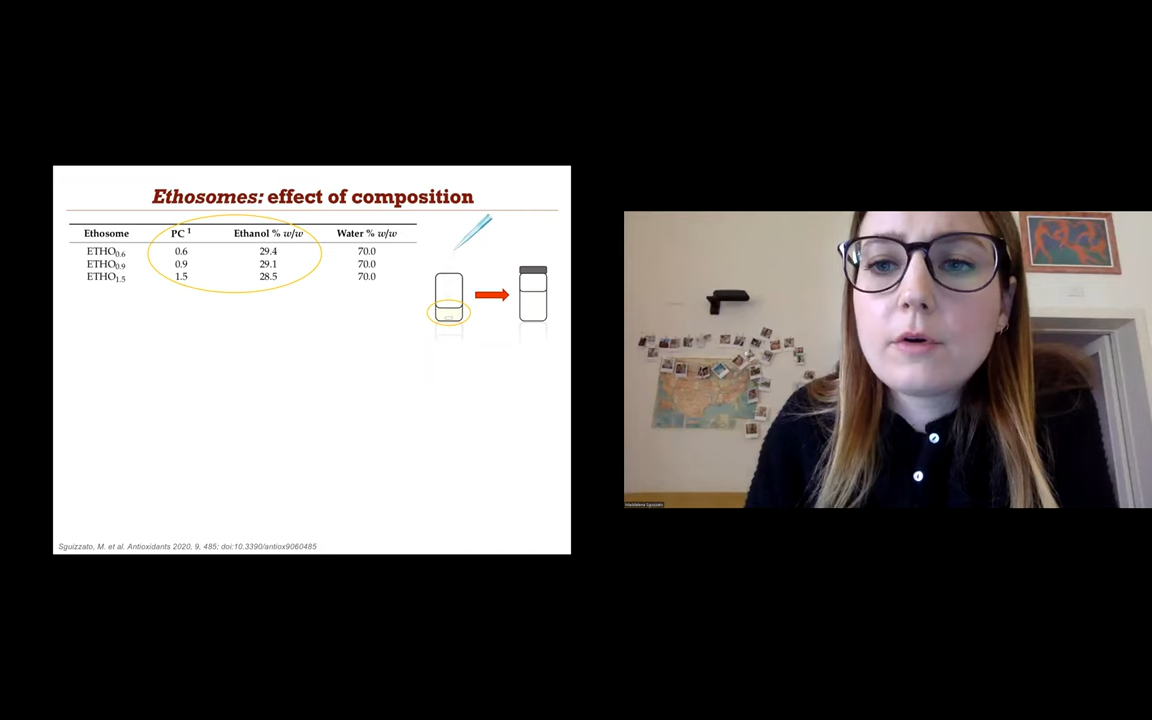 Ethosomes: effect of composition
Ethosome PC 1 Ethanol % w/w Water % w/w
ETHO0.6 0.6 29.4 70.0
ETHO0.9 0.9 29.1 70.0
ETHO1.5 1.5 28.5 70.0
Sguizzato, M. et al. Antioxidants 2020, 9, 485; doi:10.3390/antiox9060485
Maddalena Sguizzato